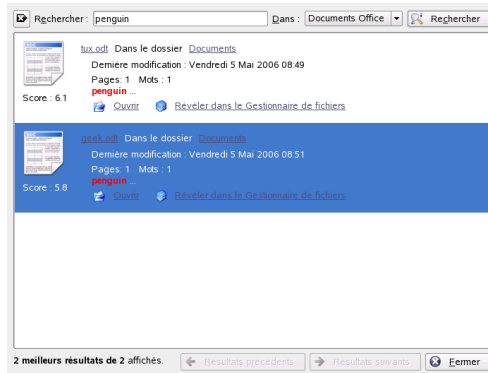 Rechercher : penguin Dans : Documents Office Rechercher
tux.odt Dans le dossier Documents
Dernière modification : Vendredi 5 Mai 2006 08:49
Pages: 1 Mots : 1
penguin ...
Score : 6.1
Ouvrir Révéler dans le Gestionnaire de fichiers
geek.odt Dans le dossier Documents
Dernière modification : Vendredi 5 Mai 2006 08:51
Pages: 1 Mots : 1
penguin ...
Score : 5.8
Ouvrir Révéler dans le Gestionnaire de fichiers
2 meilleurs résultats de 2 affichés. Résultats précédents Résultats suivants Fermer